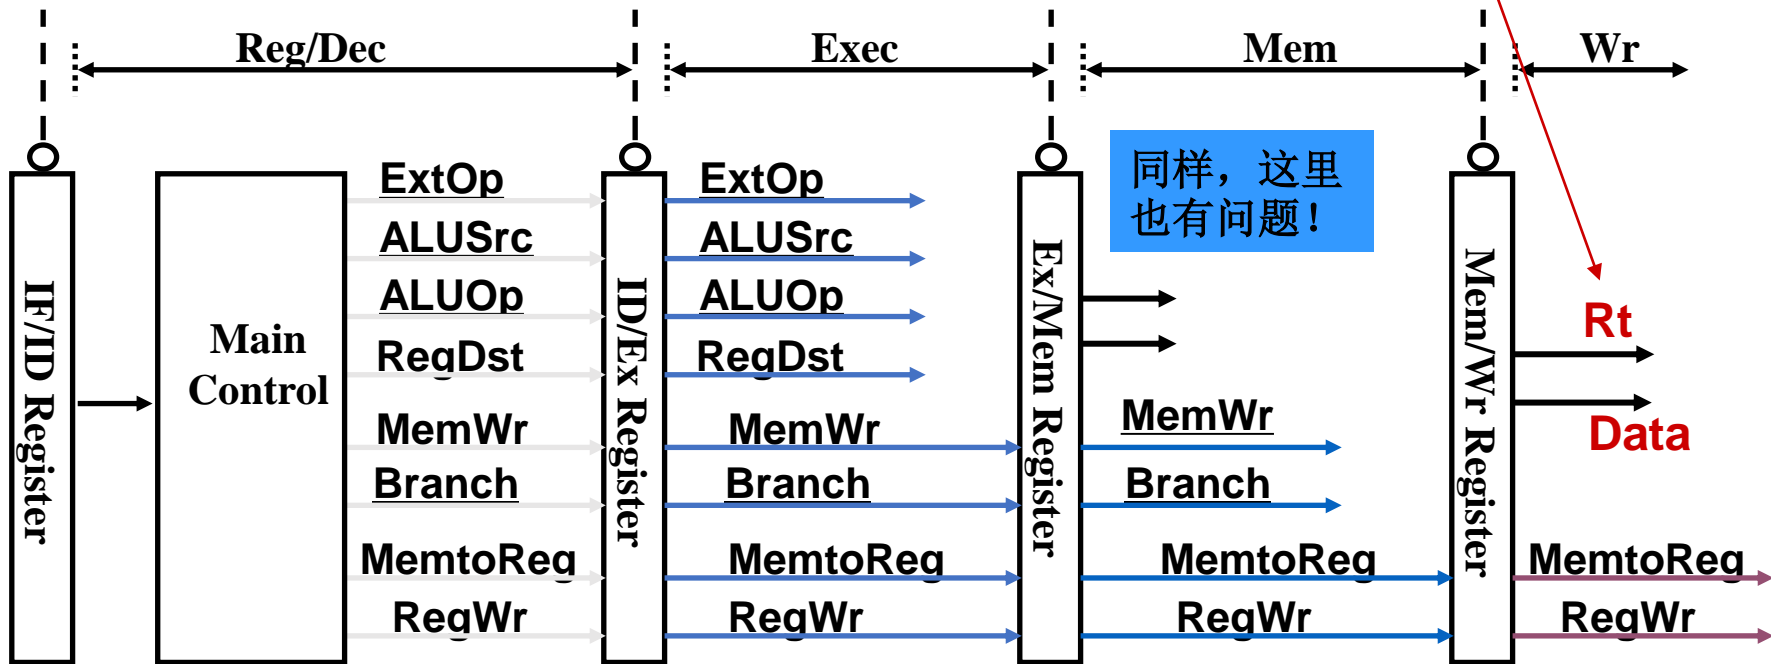 Reg/Dec
Exec
Mem
Wr
同样，这里
也有问题！
IF/ID Register
Main
Control
ExtOp
ALUSrc
ALUOp
RegDst
MemWr
Branch
MemtoReg
RegWr
ID/Ex Register
ExtOp
ALUSrc
ALUOp
RegDst
MemWr
Branch
MemtoReg
RegWr
Ex/Mem Register
MemWr
Branch
MemtoReg
RegWr
Mem/Wr Register
Rt
Data
MemtoReg
RegWr